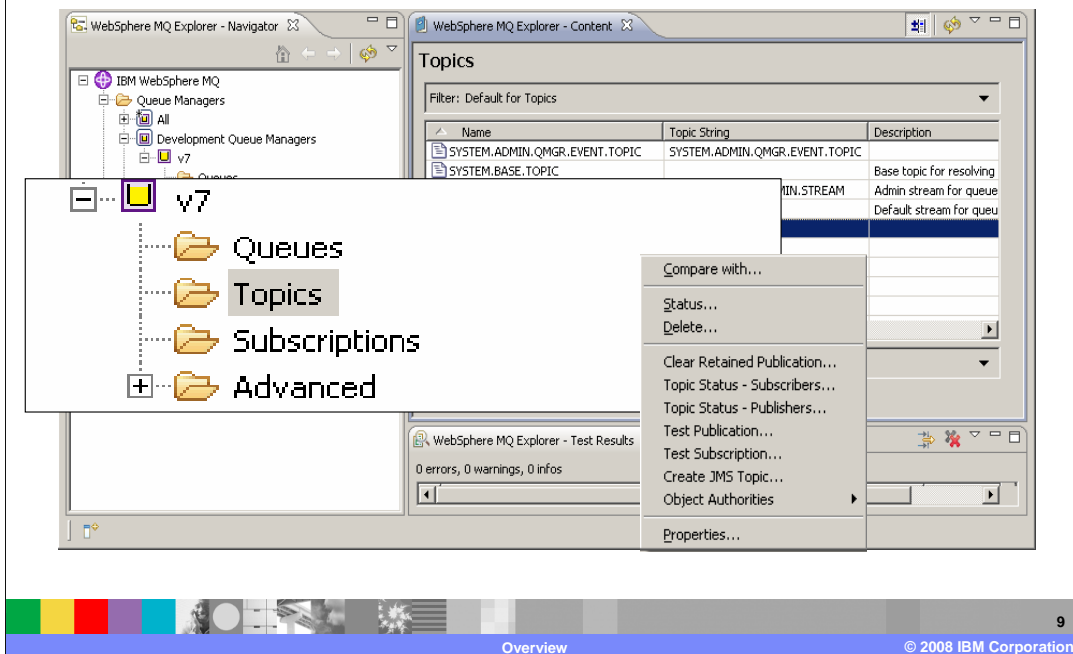 WebSphere MQ Explorer - Navigator
IBM WebSphere MQ
Queue Managers
All
Development Queue Managers
v7
Queues
v7
Queues
Topics
Subscriptions
Advanced
WebSphere MQ Explorer - Content
Topics
Filter: Default for Topics
Name Topic String Description
SYSTEM.ADMIN.QMGR.EVENT.TOPIC SYSTEM.ADMIN.QMGR.EVENT.TOPIC
SYSTEM.BASE.TOPIC Base topic for resolving
MIN.STREAM Admin stream for queue
Default stream for queu
Compare with...
Status...
Delete...
Clear Retained Publication...
Topic Status - Subscribers...
Topic Status - Publishers...
Test Publication...
Test Subscription...
Create JMS Topic...
Object Authorities
Properties...
WebSphere MQ Explorer - Test Results
0 errors, 0 warnings, 0 infos
9
Overview
© 2008 IBM Corporation